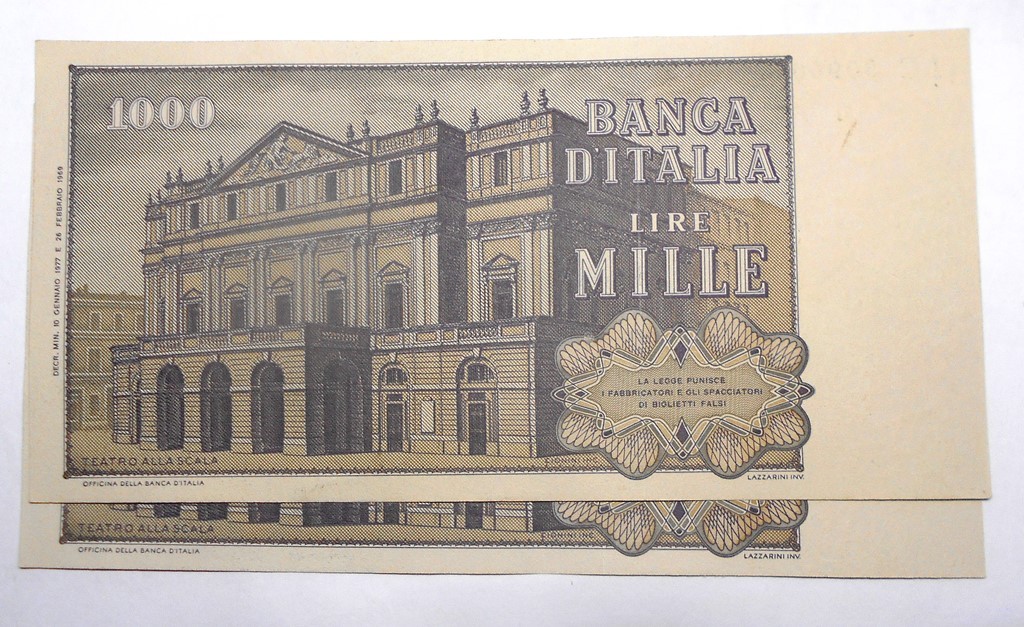 1000
BANCA
D'ITALIA
LIRE
MILLE
DECR. MIN. 10 GENNAIO 1977 E 26 FEBBRAIO 1969
LA LEGGE PUNISCE
I FABBRICATORI E GLI SPACCIATORI
DI BIGLIETTI FALSI
TEATRO ALLA SCALA
OFFICINA DELLA BANCA D'ITALIA
LAZZARINI INV.
TEATRO ALLA SCALA
OFFICINA DELLA BANCA D'ITALIA
LAZZARINI INV.